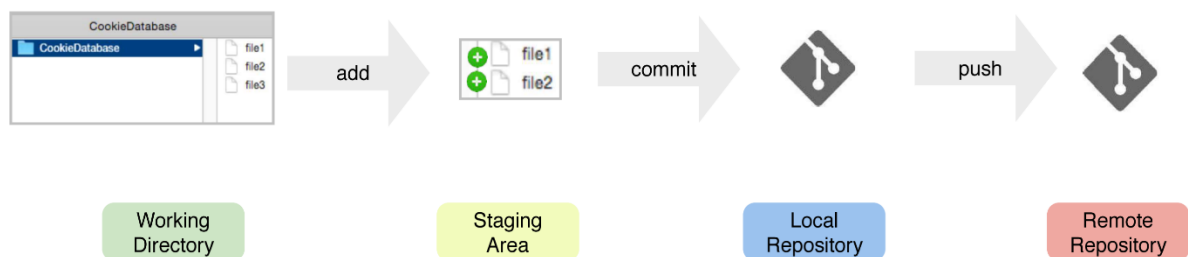 CookieDatabase
CookieDatabase
file1
file2
file3
add
file1
file2
commit
push
Working
Directory
Staging
Area
Local
Repository
Remote
Repository